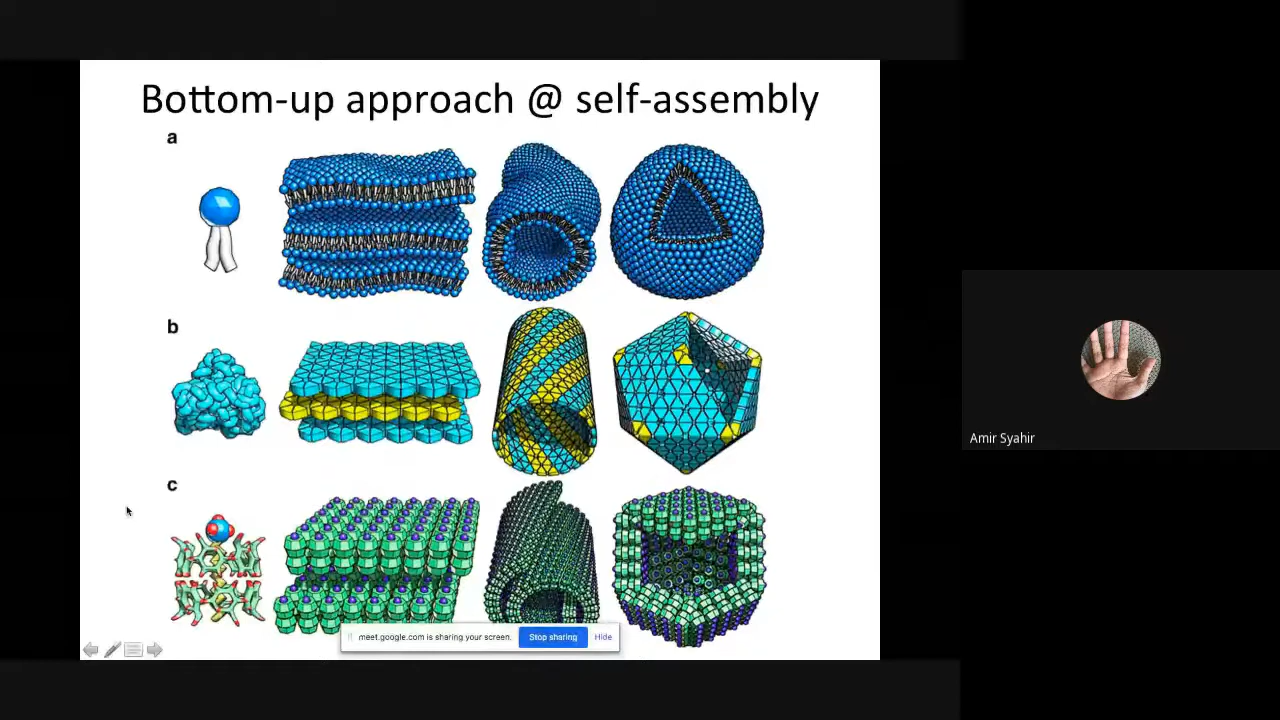 Bottom-up approach @ self-assembly
a
b
c
meet.google.com is sharing your screen.
Stop sharing
Hide
Amir Syahir